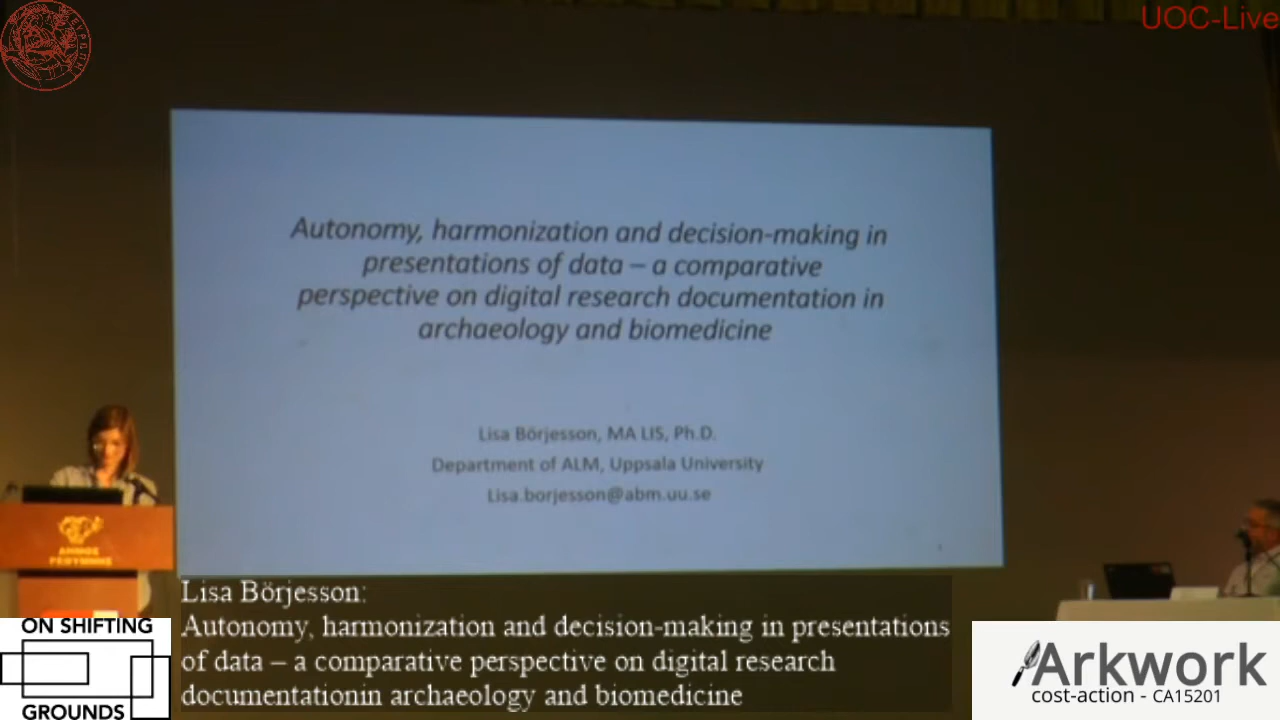 UOC-Live
Autonomy, harmonization and decision-making in
presentations of data – a comparative
perspective on digital research documentation in
archaeology and biomedicine
Lisa Börjesson, MA LIS, Ph.D.
Department of ALM, Uppsala University
Lisa.borjesson@abm.uu.se
ΔΗΜΟΣ
ΡΕΘΥΜΝΗΣ
Lisa Börjesson:
Autonomy, harmonization and decision-making in presentations
of data – a comparative perspective on digital research
documentationin archaeology and biomedicine
ON SHIFTING
GROUNDS
Arkwork
cost-action - CA15201